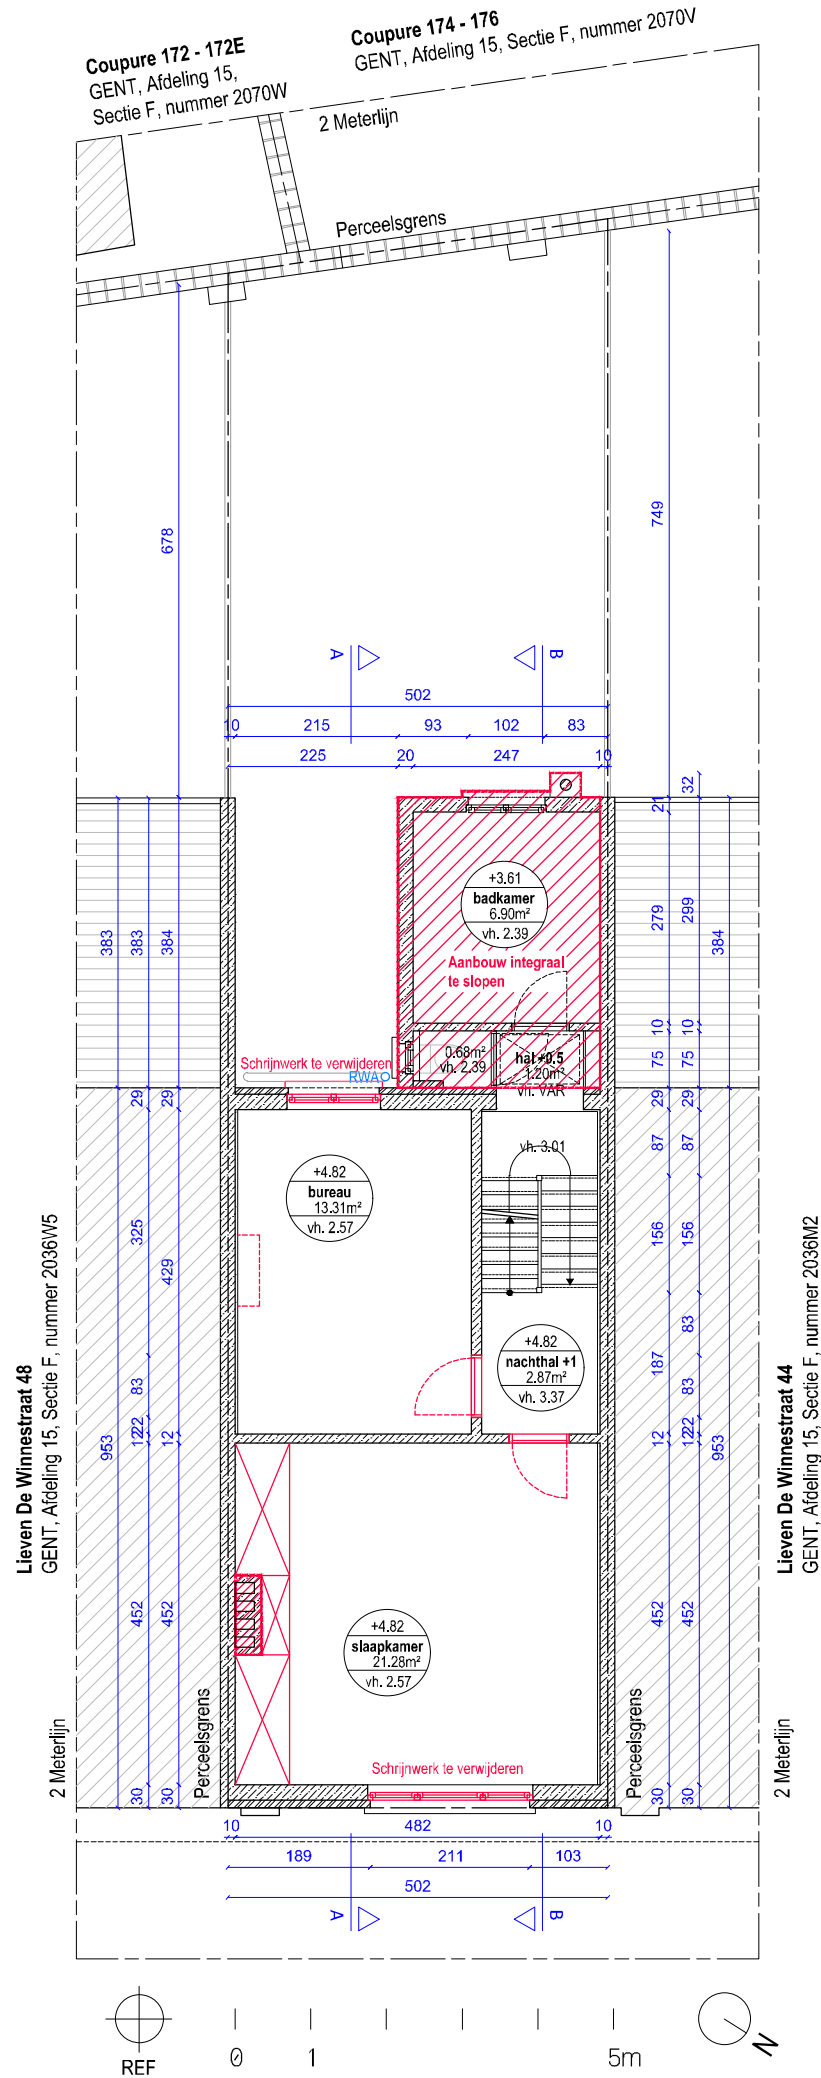 Coupure 172 - 172E
GENT, Afdeling 15,
Sectie F, nummer 2070W
Coupure 174 - 176
GENT, Afdeling 15, Sectie F, nummer 2070V
2 Meterlijn
Perceelsgrens
678
749
A
B
502
10
215
93
102
83
225
20
247
10
32
21
+3.61
badkamer
6.90m²
vh. 2.39
Aanbouw integraal
te slopen
383
383
384
279
299
384
10
10
75
75
0.68m²
vh. 2.39
hal +0.5
1.20m²
vh. VAR
Schrijnwerk te verwijderen
RWA
29
29
29
29
87
87
vh. 3.01
+4.82
bureau
13.31m²
vh. 2.57
325
429
156
156
83
187
+4.82
nachthal +1
2.87m²
vh. 3.37
83
83
22
12
12
12
22
12
953
953
Lieven De Winnestraat 48
GENT, Afdeling 15, Sectie F, nummer 2036W5
Lieven De Winnestraat 44
GENT, Afdeling 15, Sectie F, nummer 2036M2
452
452
452
452
+4.82
slaapkamer
21.28m²
vh. 2.57
2 Meterlijn
Perceelsgrens
Perceelsgrens
2 Meterlijn
Schrijnwerk te verwijderen
30
30
30
30
10
482
10
189
211
103
502
A
B
REF
0
1
5m
N